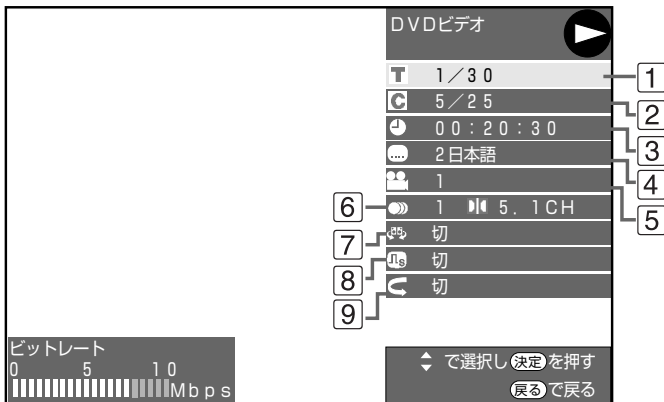 DVDビデオ
T 1／30
1
C 5／25
2
00：20：30
3
2日本語
4
1
5
6
1 5．1CH
7
切
8
切
9
切
ビットレート
0 5 10
Mbps
で選択し 決定 を押す
戻る で戻る